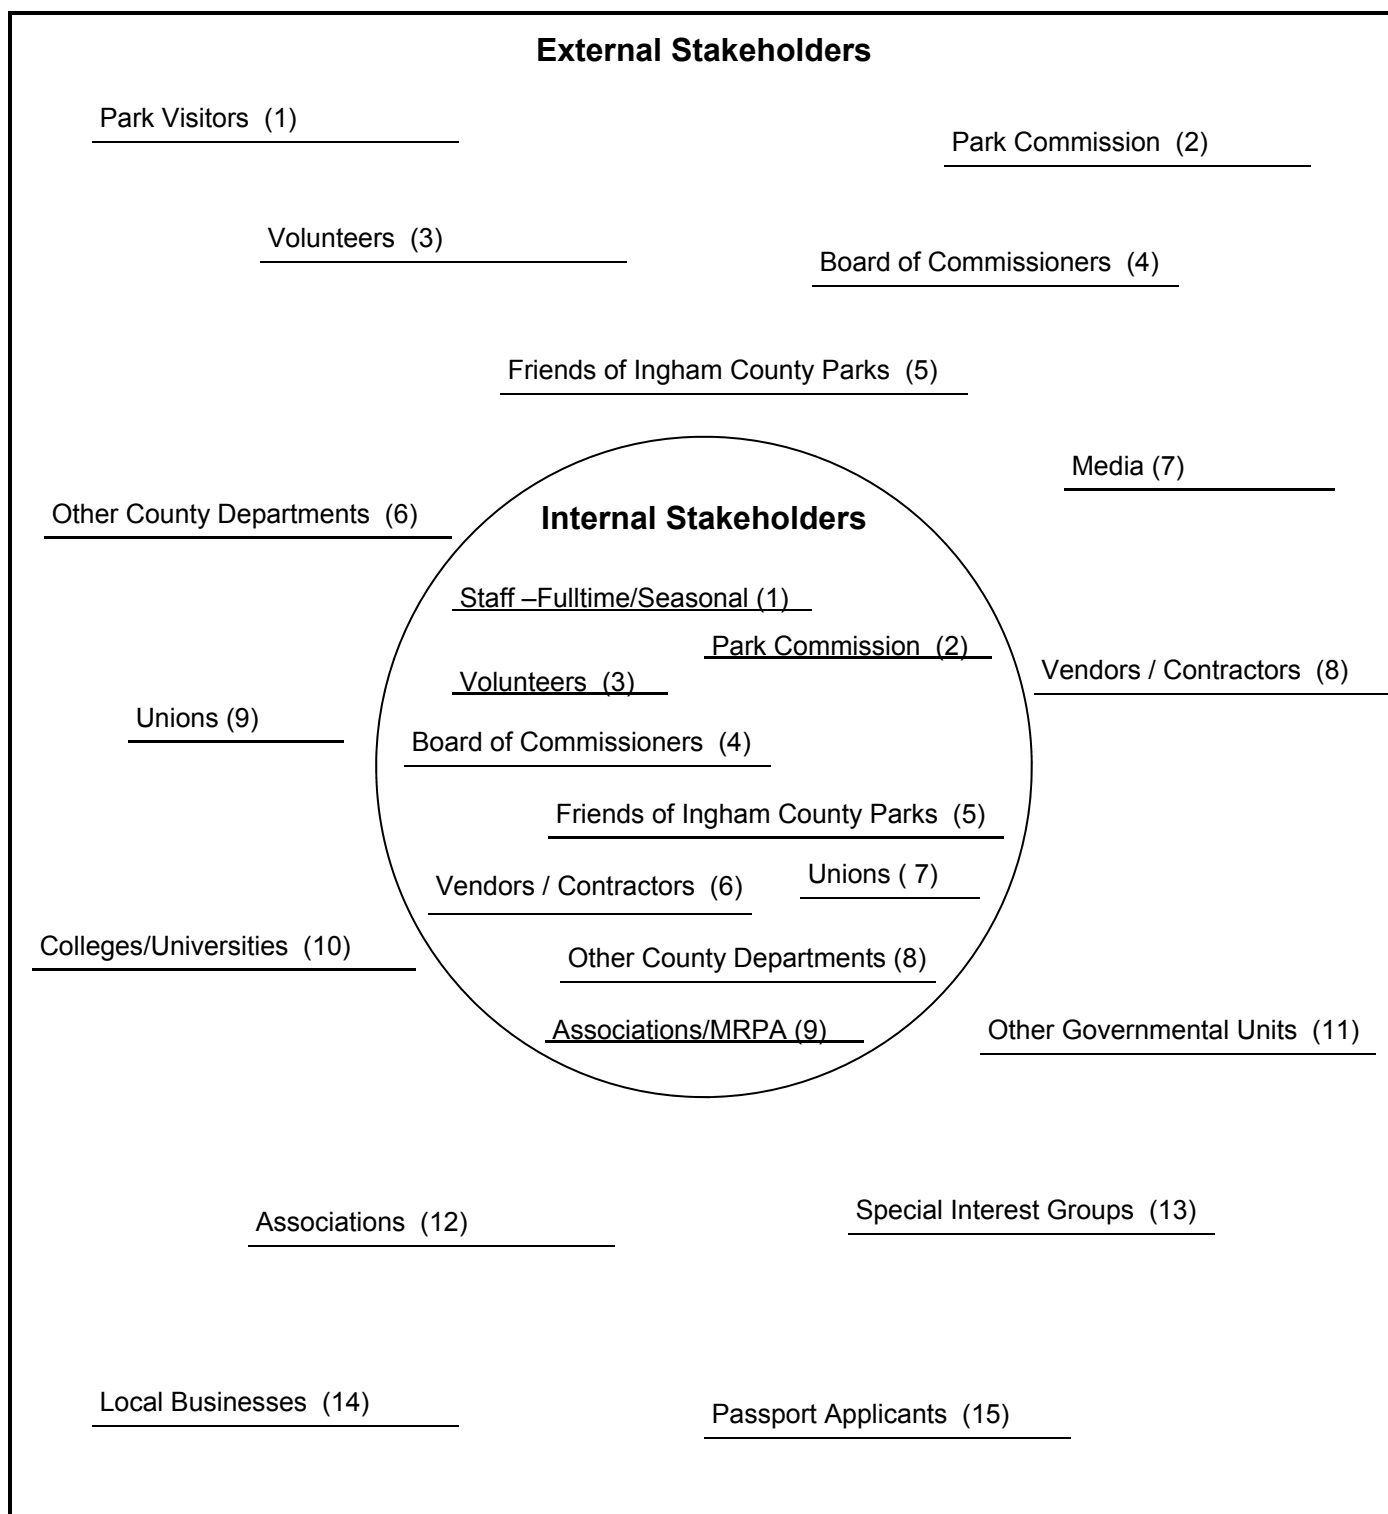 External Stakeholders
Park Visitors  (1)
Park Commission  (2)
Volunteers  (3)
Board of Commissioners  (4)
Friends of Ingham County Parks  (5)
Media (7)
Other County Departments  (6)
Internal Stakeholders
Staff –Fulltime/Seasonal (1)
Park Commission  (2)
Vendors / Contractors  (8)
Volunteers  (3)
Unions (9)
Board of Commissioners  (4)
Friends of Ingham County Parks  (5)
Unions ( 7)
Vendors / Contractors  (6)
Colleges/Universities  (10)
Other County Departments (8)
Associations/MRPA (9)
Other Governmental Units  (11)
Special Interest Groups  (13)
Associations  (12)
Local Businesses  (14)
Passport Applicants  (15)